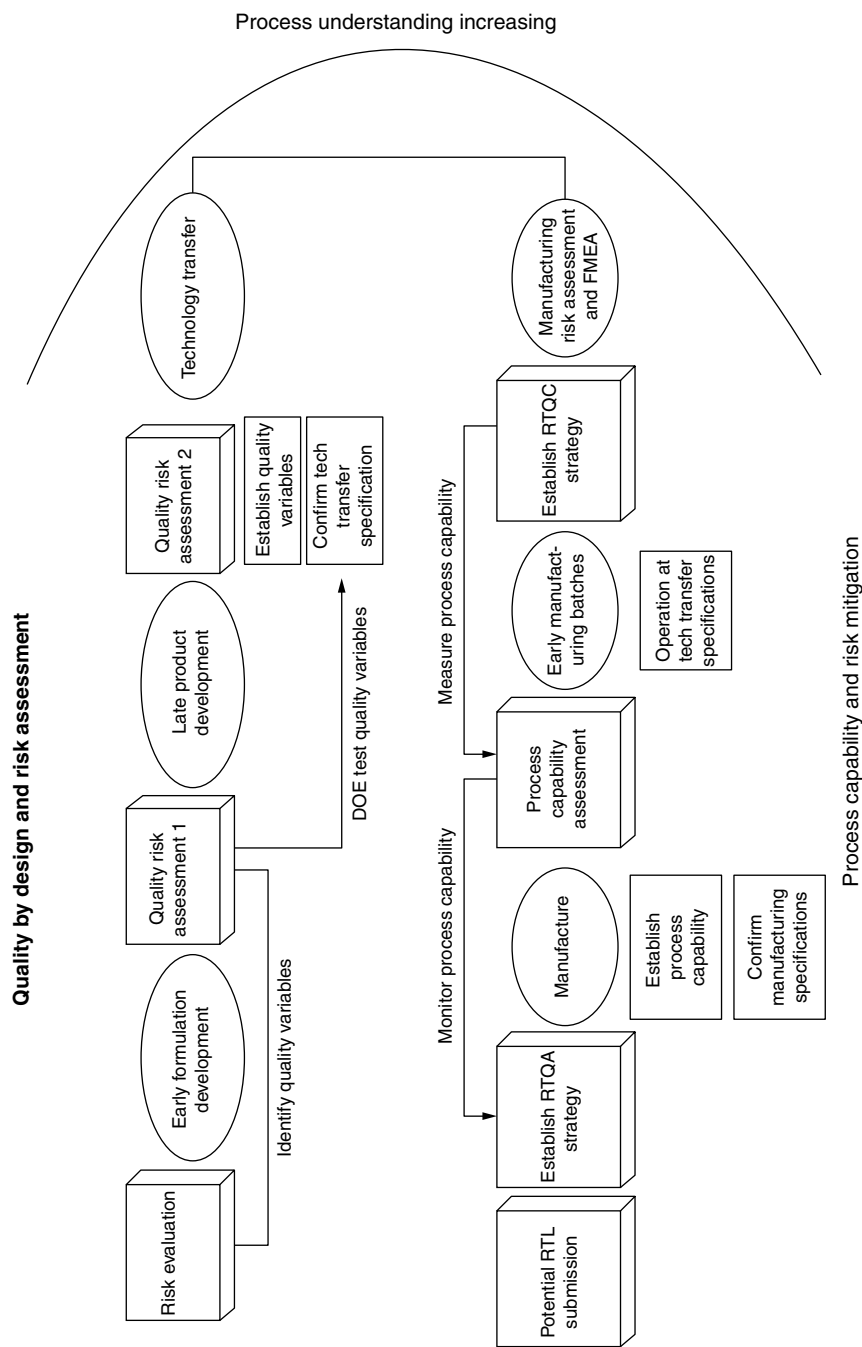 Process understanding increasing
Quality by design and risk assessment
Risk evaluation
Early formulation
development
Identify quality variables
Quality risk
assessment 1
Late product
development
DOE test quality variables
Quality risk
assessment 2
Establish quality
variables
Confirm tech
transfer
specification
Technology transfer
Manufacturing
risk assessment
and FMEA
Establish RTQC
strategy
Measure process capability
Early manufact-
uring batches
Operation at
tech transfer
specifications
Process
capability
assessment
Monitor process capability
Manufacture
Establish
process
capability
Confirm
manufacturing
specifications
Establish RTQA
strategy
Potential RTL
submission
Process capability and risk mitigation